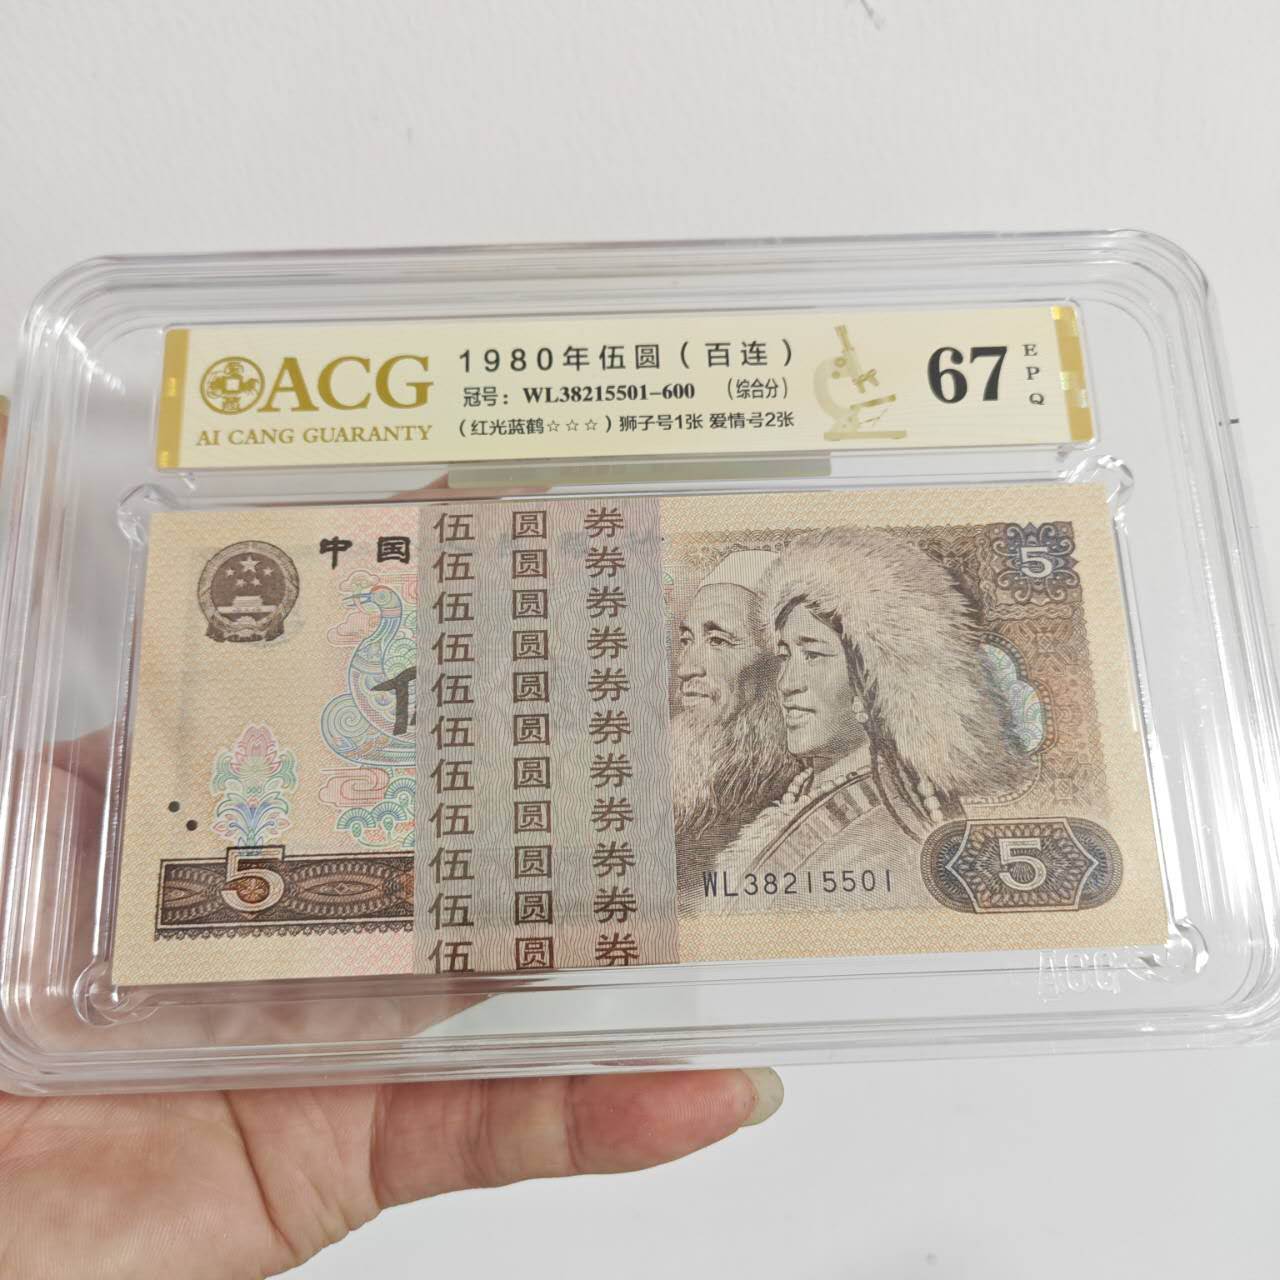 ACG
AI CANG GUARANTY
1980年伍圆（百连）
冠号：WL38215501-600 （综合分）
（红光蓝鹤☆☆☆）狮子号1张 爱情号2张
67
EPQ
中国
伍 圆 券
伍 圆 券
伍 圆 券
伍 圆 券
伍 圆 券
伍 圆 券
伍 圆 券
伍 圆 券
伍 圆 券
伍 圆 券
伍 圆 券
5
5
WL38215501
5
ACG